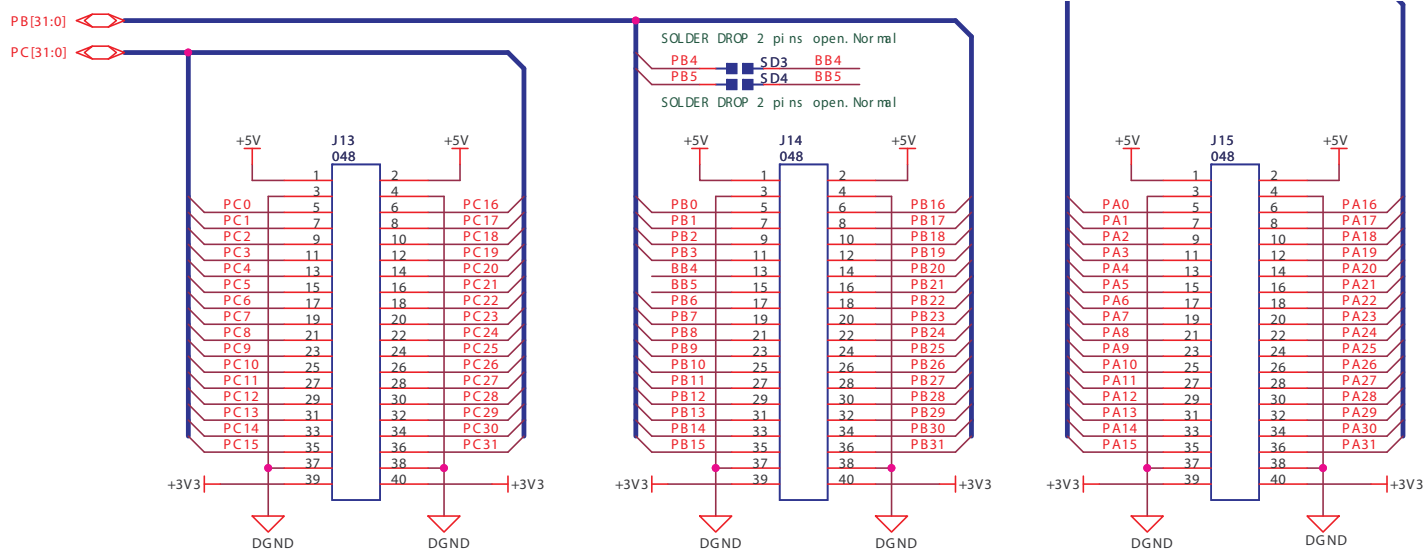 PB[31:0]
PC[31:0]
SOLDER DROP 2 pins open. Normal
PB4 SD3 BB4
PB5 SD4 BB5
SOLDER DROP 2 pins open. Normal
+5V J13 +5V
048
1 2
3 4
PC0 5 6 PC16
PC1 7 8 PC17
PC2 9 10 PC18
PC3 11 12 PC19
PC4 13 14 PC20
PC5 15 16 PC21
PC6 17 18 PC22
PC7 19 20 PC23
PC8 21 22 PC24
PC9 23 24 PC25
PC10 25 26 PC26
PC11 27 28 PC27
PC12 29 30 PC28
PC13 31 32 PC29
PC14 33 34 PC30
PC15 35 36 PC31
37 38
+3V3 39 40 +3V3
DGND DGND
+5V J14 +5V
048
1 2
3 4
PB0 5 6 PB16
PB1 7 8 PB17
PB2 9 10 PB18
PB3 11 12 PB19
BB4 13 14 PB20
BB5 15 16 PB21
PB6 17 18 PB22
PB7 19 20 PB23
PB8 21 22 PB24
PB9 23 24 PB25
PB10 25 26 PB26
PB11 27 28 PB27
PB12 29 30 PB28
PB13 31 32 PB29
PB14 33 34 PB30
PB15 35 36 PB31
37 38
+3V3 39 40 +3V3
DGND DGND
+5V J15 +5V
048
1 2
3 4
PA0 5 6 PA16
PA1 7 8 PA17
PA2 9 10 PA18
PA3 11 12 PA19
PA4 13 14 PA20
PA5 15 16 PA21
PA6 17 18 PA22
PA7 19 20 PA23
PA8 21 22 PA24
PA9 23 24 PA25
PA10 25 26 PA26
PA11 27 28 PA27
PA12 29 30 PA28
PA13 31 32 PA29
PA14 33 34 PA30
PA15 35 36 PA31
37 38
+3V3 39 40 +3V3
DGND DGND